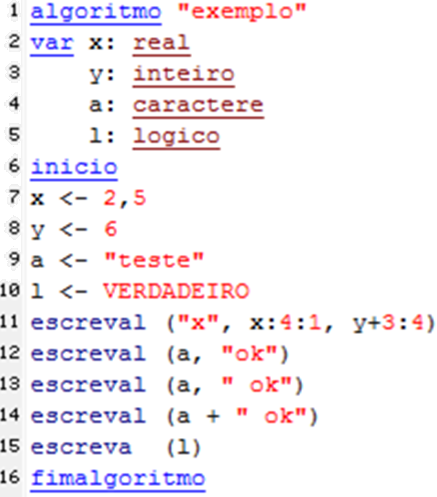 1 algoritmo "exemplo"
2 var x: real
3 y: inteiro
4 a: caractere
5 l: logico
6 inicio
7 x <- 2,5
8 y <- 6
9 a <- "teste"
10 l <- VERDADEIRO
11 escreval ("x", x:4:1, y+3:4)
12 escreval (a, "ok")
13 escreval (a, " ok")
14 escreval (a + " ok")
15 escreva  (l)
16 fimalgoritmo